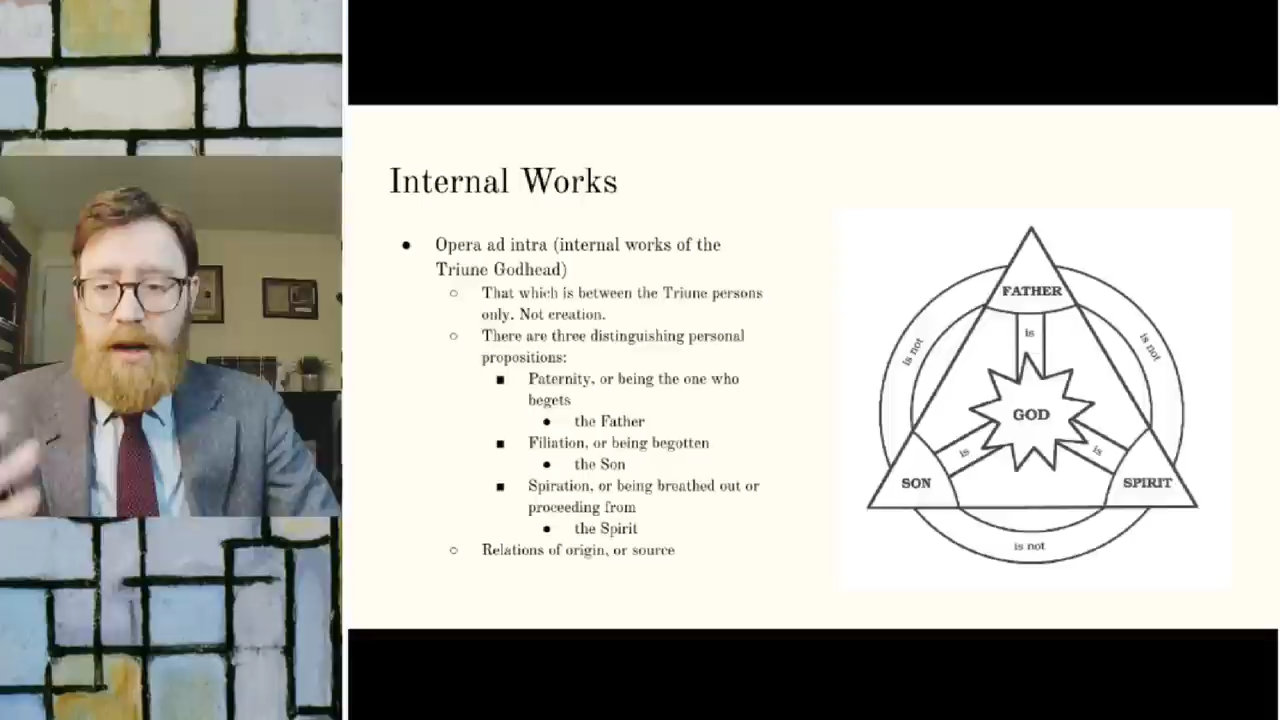 Internal Works
● Opera ad intra (internal works of the
Triune Godhead)
○ That which is between the Triune persons
only. Not creation.
○ There are three distinguishing personal
propositions:
■ Paternity, or being the one who
begets
● the Father
■ Filiation, or being begotten
● the Son
■ Spiration, or being breathed out or
proceeding from
● the Spirit
○ Relations of origin, or source
FATHER
is
is not
is not
GOD
is
is
SON
SPIRIT
is not